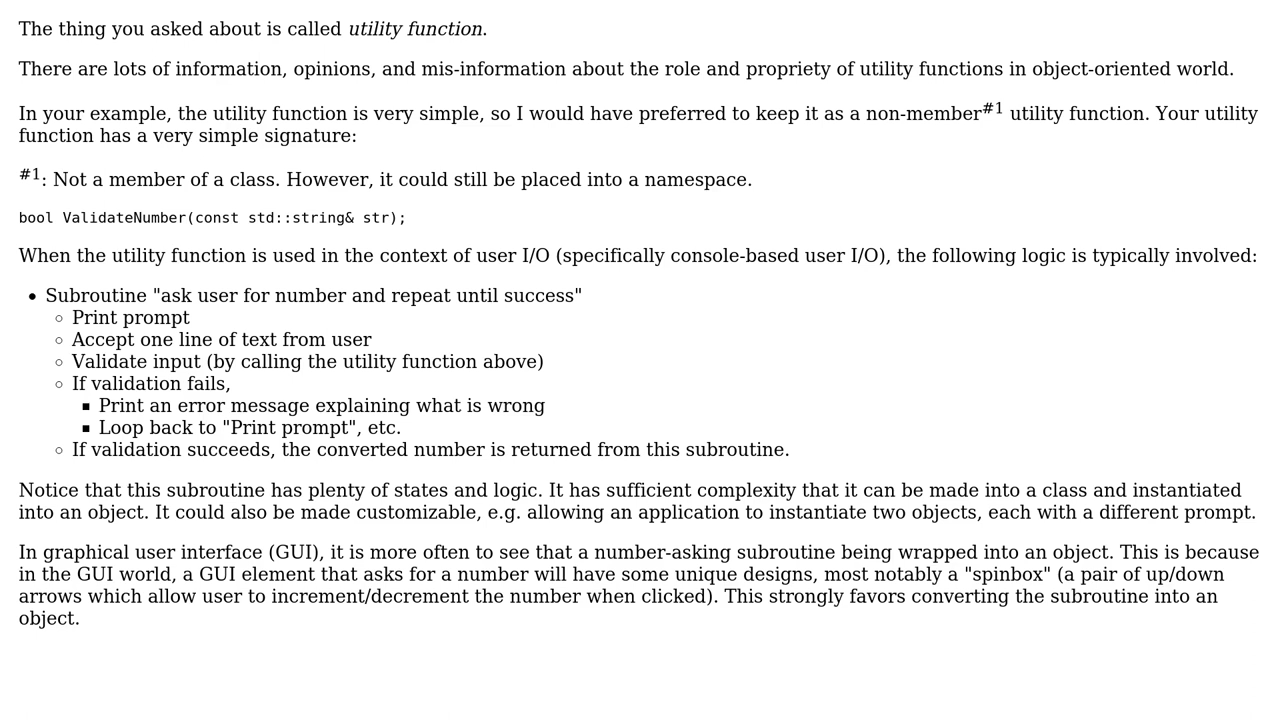 The thing you asked about is called utility function.
There are lots of information, opinions, and mis-information about the role and propriety of utility functions in object-oriented world.
In your example, the utility function is very simple, so I would have preferred to keep it as a non-member#1 utility function. Your utility
function has a very simple signature:
#1: Not a member of a class. However, it could still be placed into a namespace.
bool ValidateNumber(const std::string& str);
When the utility function is used in the context of user I/O (specifically console-based user I/O), the following logic is typically involved:
• Subroutine "ask user for number and repeat until success"
◦ Print prompt
◦ Accept one line of text from user
◦ Validate input (by calling the utility function above)
◦ If validation fails,
▪ Print an error message explaining what is wrong
▪ Loop back to "Print prompt", etc.
◦ If validation succeeds, the converted number is returned from this subroutine.
Notice that this subroutine has plenty of states and logic. It has sufficient complexity that it can be made into a class and instantiated
into an object. It could also be made customizable, e.g. allowing an application to instantiate two objects, each with a different prompt.
In graphical user interface (GUI), it is more often to see that a number-asking subroutine being wrapped into an object. This is because
in the GUI world, a GUI element that asks for a number will have some unique designs, most notably a "spinbox" (a pair of up/down
arrows which allow user to increment/decrement the number when clicked). This strongly favors converting the subroutine into an
object.